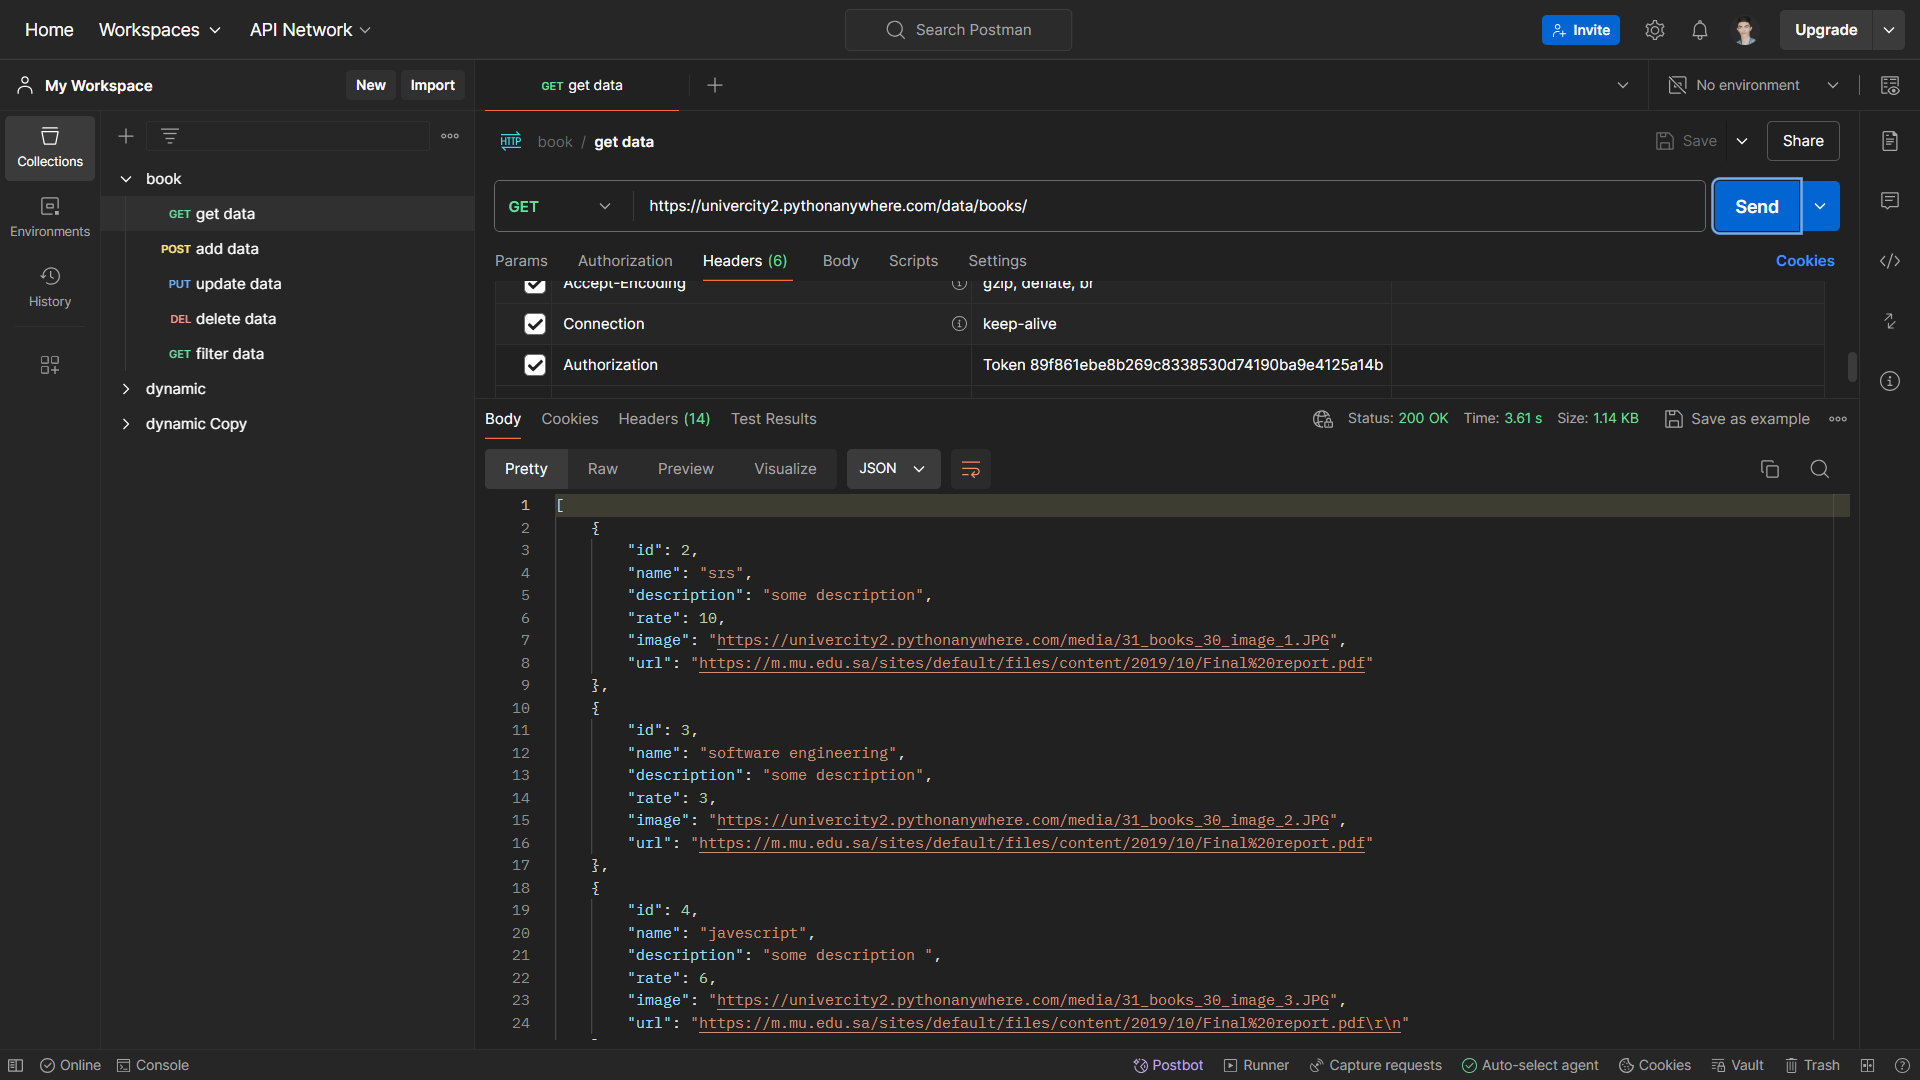 Home Workspaces API Network Search Postman Invite Upgrade
My Workspace New Import GET get data No environment
Collections
Environments
History
book
GET get data
POST add data
PUT update data
DEL delete data
GET filter data
dynamic
dynamic Copy
HTTP book / get data Save Share
GET https://univercity2.pythonanywhere.com/data/books/ Send
Params Authorization Headers (6) Body Scripts Settings Cookies
Accept-Encoding gzip, deflate, br
Connection keep-alive
Authorization Token 89f861ebe8b269c8338530d74190ba9e4125a14b
Body Cookies Headers (14) Test Results Status: 200 OK Time: 3.61 s Size: 1.14 KB Save as example
Pretty Raw Preview Visualize JSON
1 [
2 {
3 "id": 2,
4 "name": "srs",
5 "description": "some description",
6 "rate": 10,
7 "image": "https://univercity2.pythonanywhere.com/media/31_books_30_image_1.JPG",
8 "url": "https://m.mu.edu.sa/sites/default/files/content/2019/10/Final%20report.pdf"
9 },
10 {
11 "id": 3,
12 "name": "software engineering",
13 "description": "some description",
14 "rate": 3,
15 "image": "https://univercity2.pythonanywhere.com/media/31_books_30_image_2.JPG",
16 "url": "https://m.mu.edu.sa/sites/default/files/content/2019/10/Final%20report.pdf"
17 },
18 {
19 "id": 4,
20 "name": "javescript",
21 "description": "some description ",
22 "rate": 6,
23 "image": "https://univercity2.pythonanywhere.com/media/31_books_30_image_3.JPG",
24 "url": "https://m.mu.edu.sa/sites/default/files/content/2019/10/Final%20report.pdf\r\n"
Online Console Postbot Runner Capture requests Auto-select agent Cookies Vault Trash